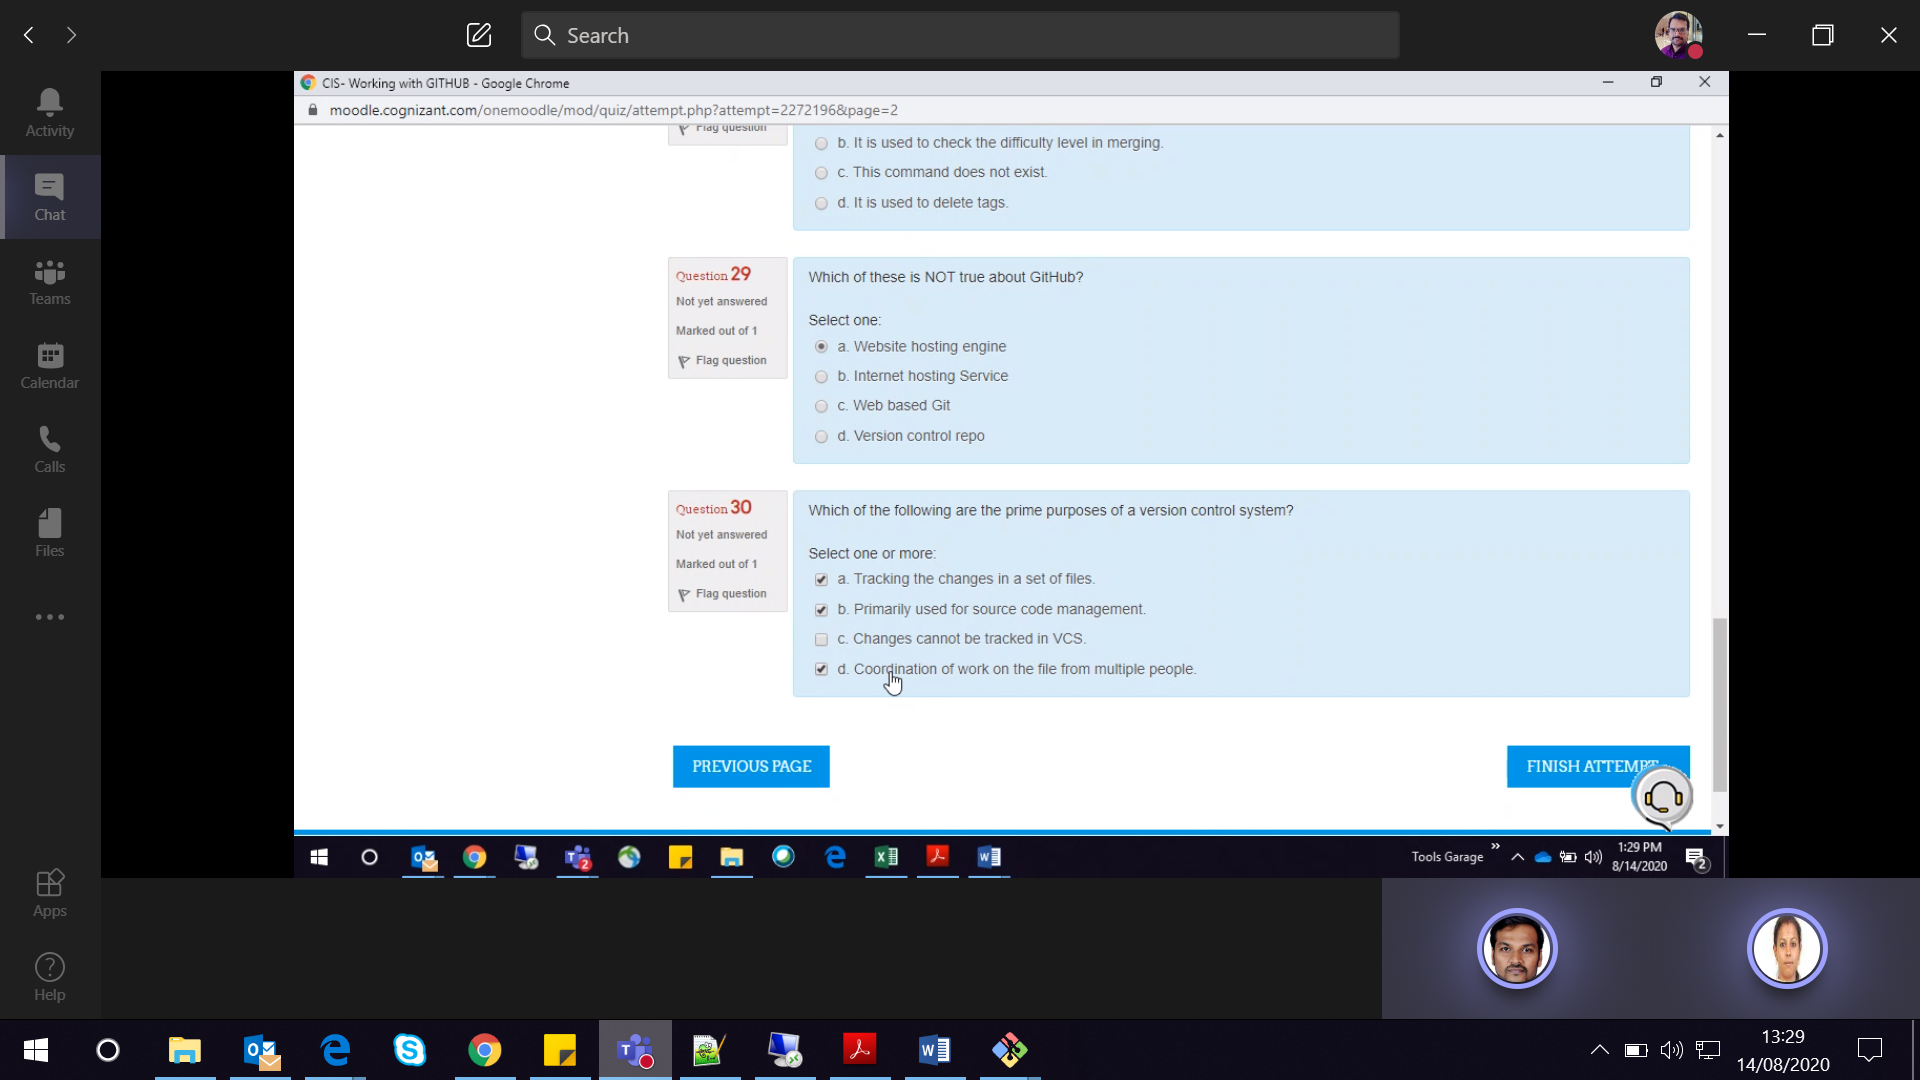 Search
Activity
Chat
Teams
Calendar
Calls
Files
Apps
Help
CIS- Working with GITHUB - Google Chrome
moodle.cognizant.com/onemoodle/mod/quiz/attempt.php?attempt=2272196&page=2
Flag question
b. It is used to check the difficulty level in merging.
c. This command does not exist.
d. It is used to delete tags.
Question 29
Not yet answered
Marked out of 1
Flag question
Which of these is NOT true about GitHub?
Select one:
a. Website hosting engine
b. Internet hosting Service
c. Web based Git
d. Version control repo
Question 30
Not yet answered
Marked out of 1
Flag question
Which of the following are the prime purposes of a version control system?
Select one or more:
a. Tracking the changes in a set of files.
b. Primarily used for source code management.
c. Changes cannot be tracked in VCS.
d. Coordination of work on the file from multiple people.
PREVIOUS PAGE
FINISH ATTEMPT
Tools Garage
1:29 PM
8/14/2020
2
2
13:29
14/08/2020